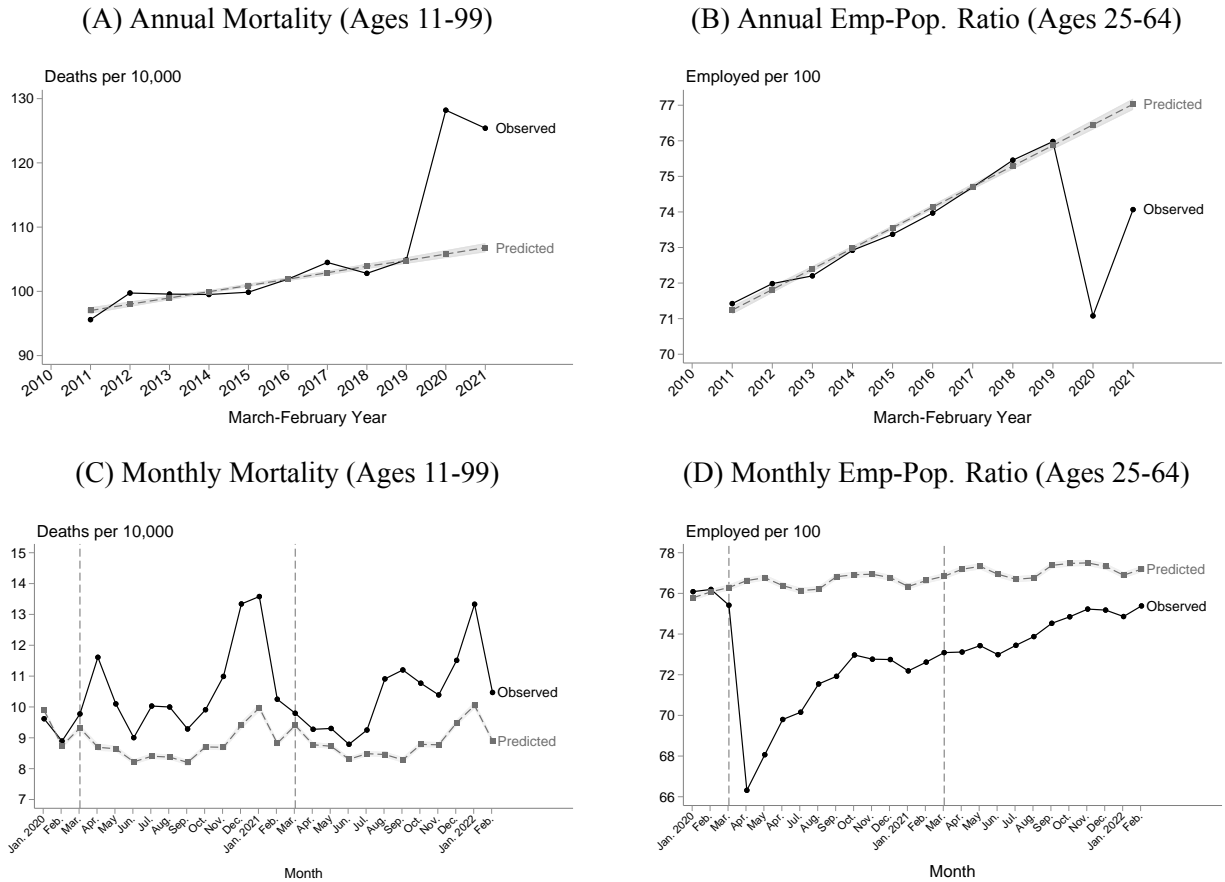 (A) Annual Mortality (Ages 11-99)
Deaths per 10,000
130
120
110
100
90
Observed
Predicted
2010
2011
2012
2013
2014
2015
2016
2017
2018
2019
2020
2021
March-February Year
(B) Annual Emp-Pop. Ratio (Ages 25-64)
Employed per 100
77
76
75
74
73
72
71
70
Predicted
Observed
2010
2011
2012
2013
2014
2015
2016
2017
2018
2019
2020
2021
March-February Year
(C) Monthly Mortality (Ages 11-99)
Deaths per 10,000
15
14
13
12
11
10
9
8
7
Observed
Predicted
Jan. 2020
Feb.
Mar.
Apr.
May
Jun.
Jul.
Aug.
Sep.
Oct.
Nov.
Dec.
Jan. 2021
Feb.
Mar.
Apr.
May
Jun.
Jul.
Aug.
Sep.
Oct.
Nov.
Dec.
Jan. 2022
Feb.
Month
(D) Monthly Emp-Pop. Ratio (Ages 25-64)
Employed per 100
78
76
74
72
70
68
66
Predicted
Observed
Jan. 2020
Feb.
Mar.
Apr.
May
Apr.
Jul.
Aug.
Sep.
Oct.
Nov.
Dec.
Jan. 2021
Feb.
Mar.
Apr.
May
Jun.
Jul.
Aug.
Sep.
Oct.
Nov.
Dec.
Jan. 2022
Feb.
Month